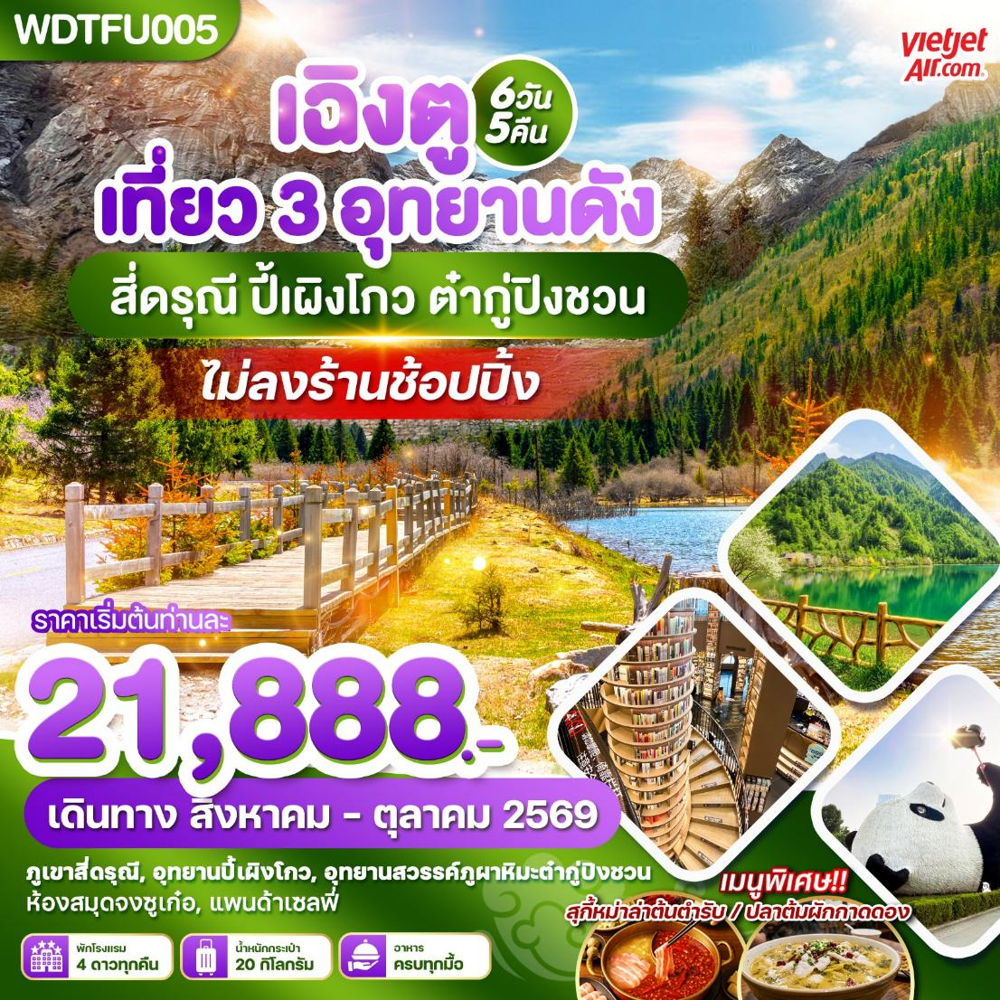 WDTFU005
vietjet
Air.com
เฉิงตู
6วัน
5คืน
เที่ยว 3 อุทยานดัง
สี่ดรุณี ปี้เผิงโกว ต๋ากู่ปิงชวน
ไม่ลงร้านช้อปปิ้ง
ราคาเริ่มต้นท่านละ
21,888.-
เดินทาง สิงหาคม - ตุลาคม 2569
ภูเขาสี่ดรุณี, อุทยานปี้เผิงโกว, อุทยานสวรรค์ภูผาหิมะต๋ากู่ปิงชวน
ห้องสมุดจงซูเก๋อ, แพนด้าเซลฟี่
เมนูพิเศษ!!
สุกี้หม่าล่าต้นตำรับ / ปลาต้มผักกาดดอง
พักโรงแรม
4 ดาวทุกคืน
น้ำหนักกระเป๋า
20 กิโลกรัม
อาหาร
ครบทุกมื้อ